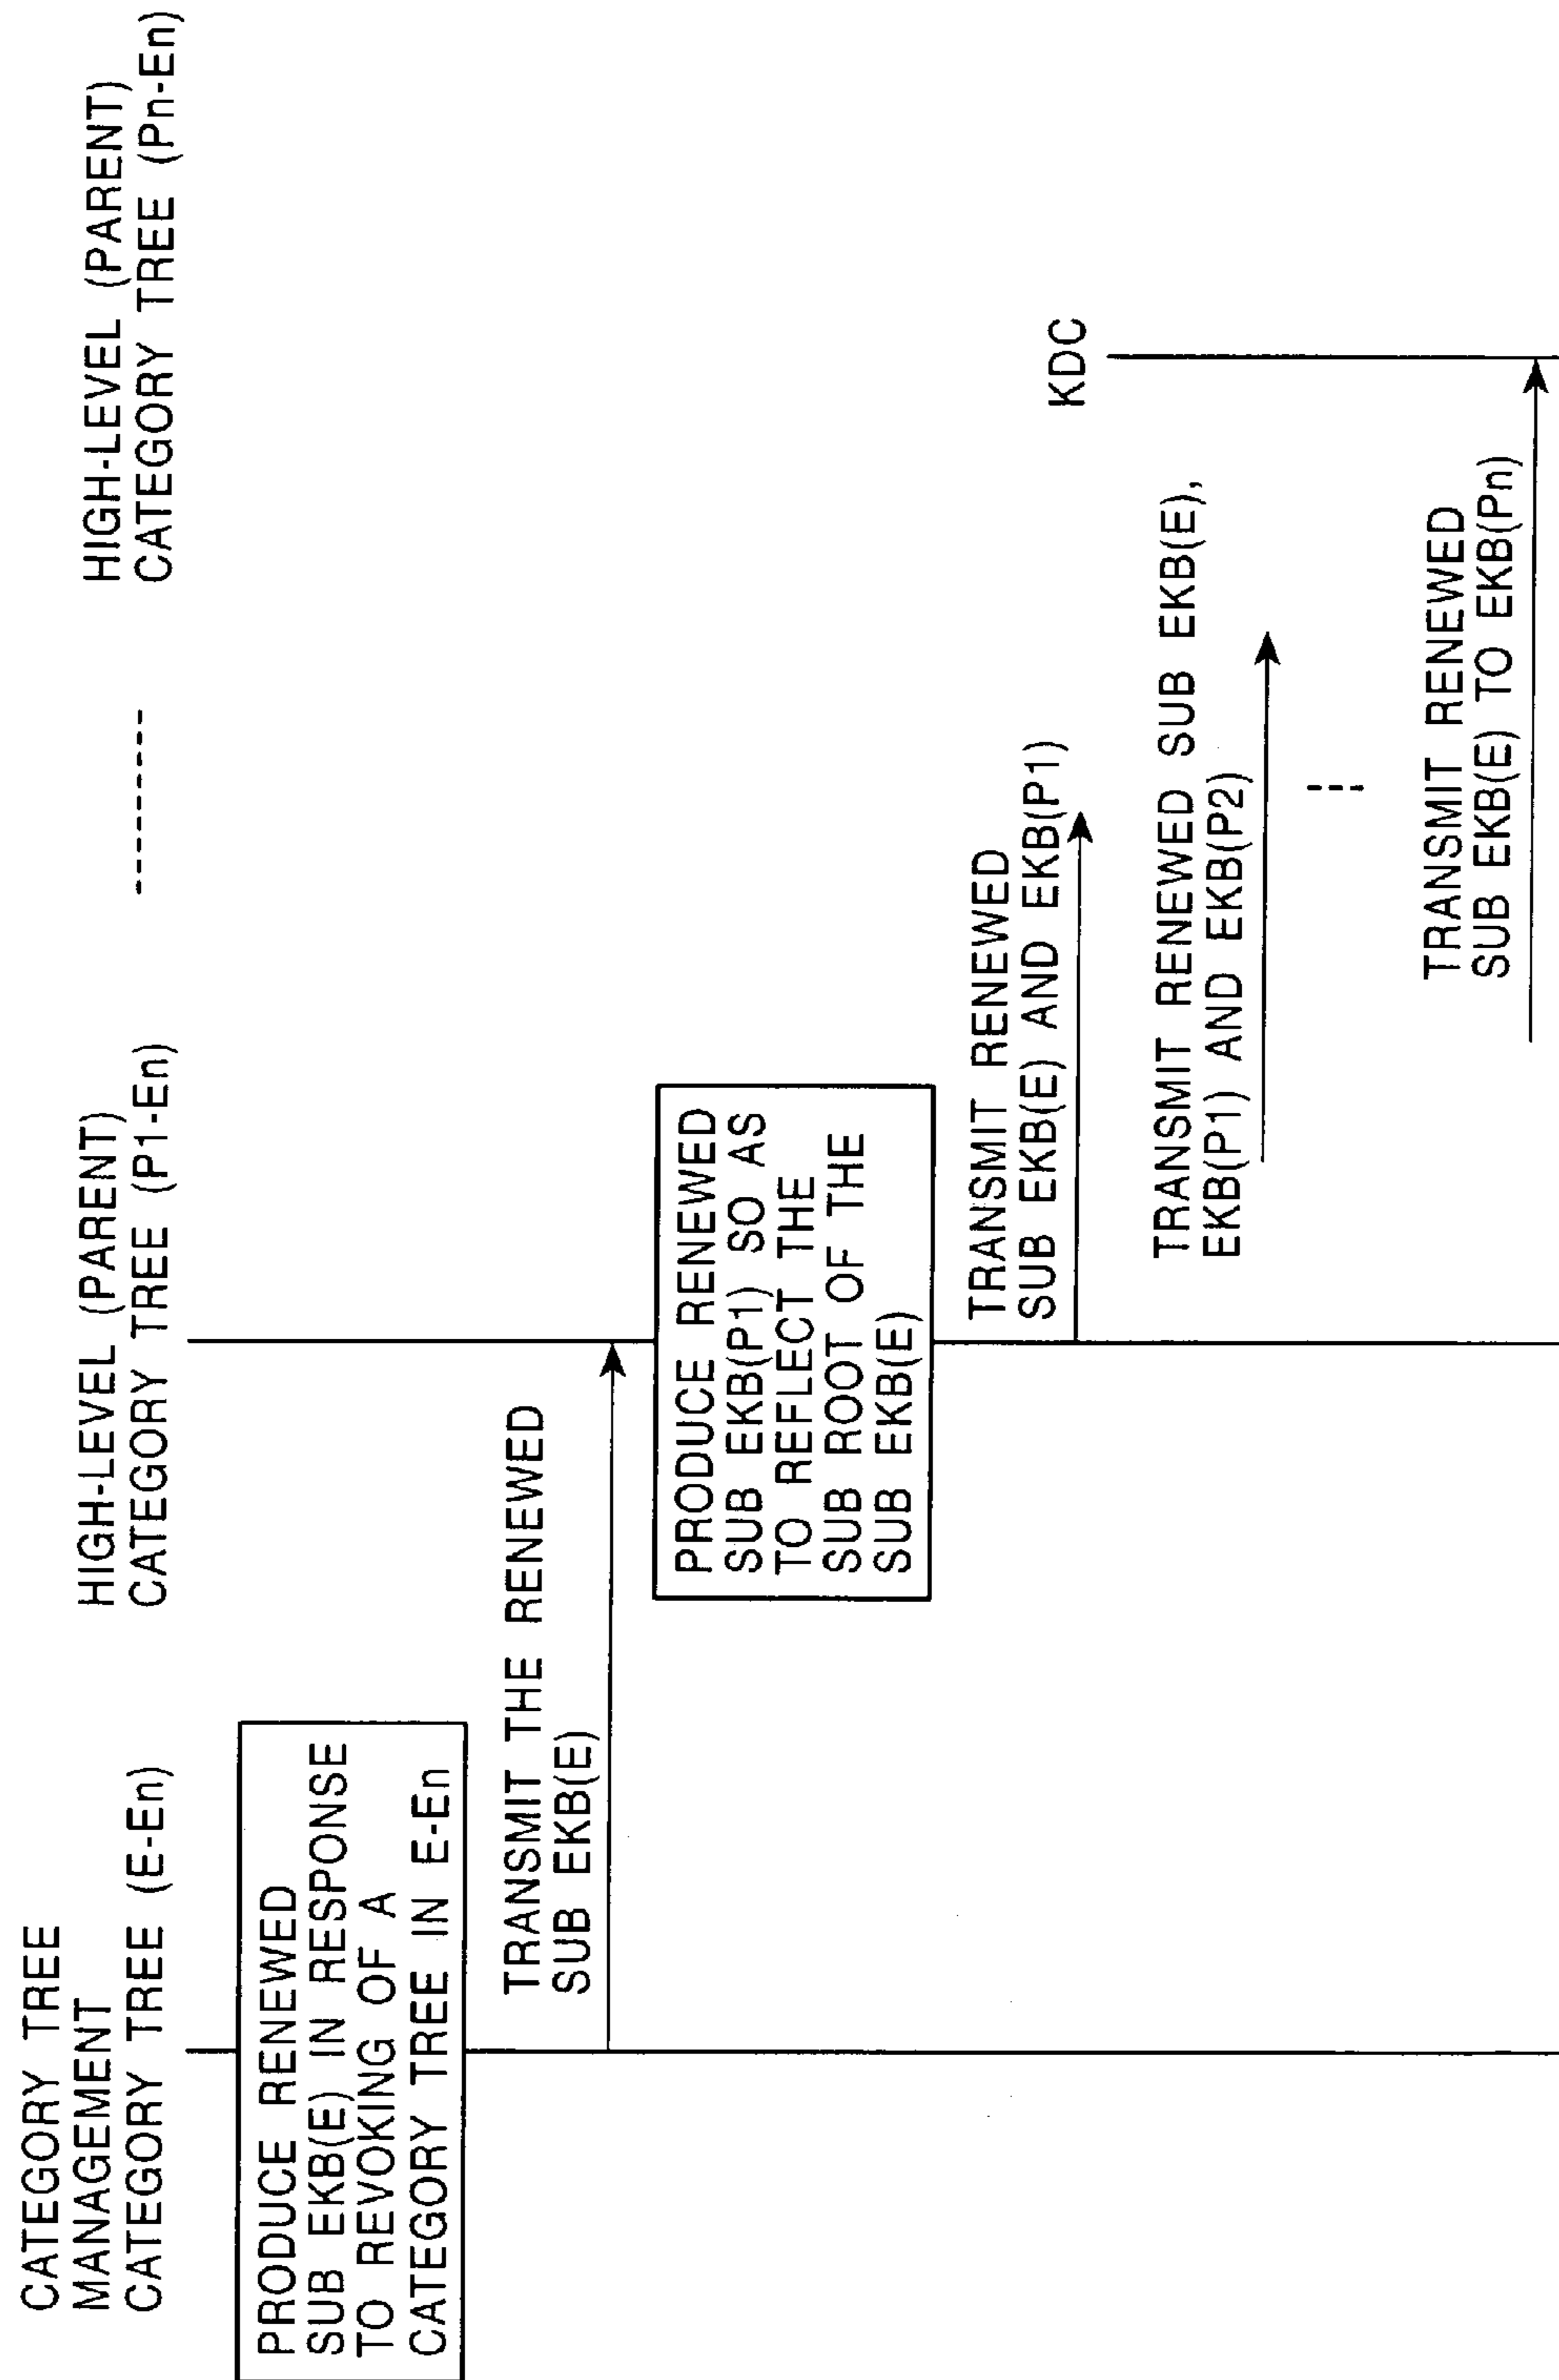 CATEGORY TREE
MANAGEMENT
CATEGORY TREE (E-En)
HIGH-LEVEL (PARENT)
CATEGORY TREE (P1-En)
---------
HIGH-LEVEL (PARENT)
CATEGORY TREE (Pn-En)
PRODUCE RENEWED
SUB EKB(E) IN RESPONSE
TO REVOKING OF A
CATEGORY TREE IN E-En
TRANSMIT THE RENEWED
SUB EKB(E)
PRODUCE RENEWED
SUB EKB(P1) SO AS
TO REFLECT THE
SUB ROOT OF THE
SUB EKB(E)
TRANSMIT RENEWED
SUB EKB(E) AND EKB(P1)
KDC
TRANSMIT RENEWED SUB EKB(E),
EKB(P1) AND EKB(P2)
TRANSMIT RENEWED
SUB EKB(E) TO EKB(Pn)